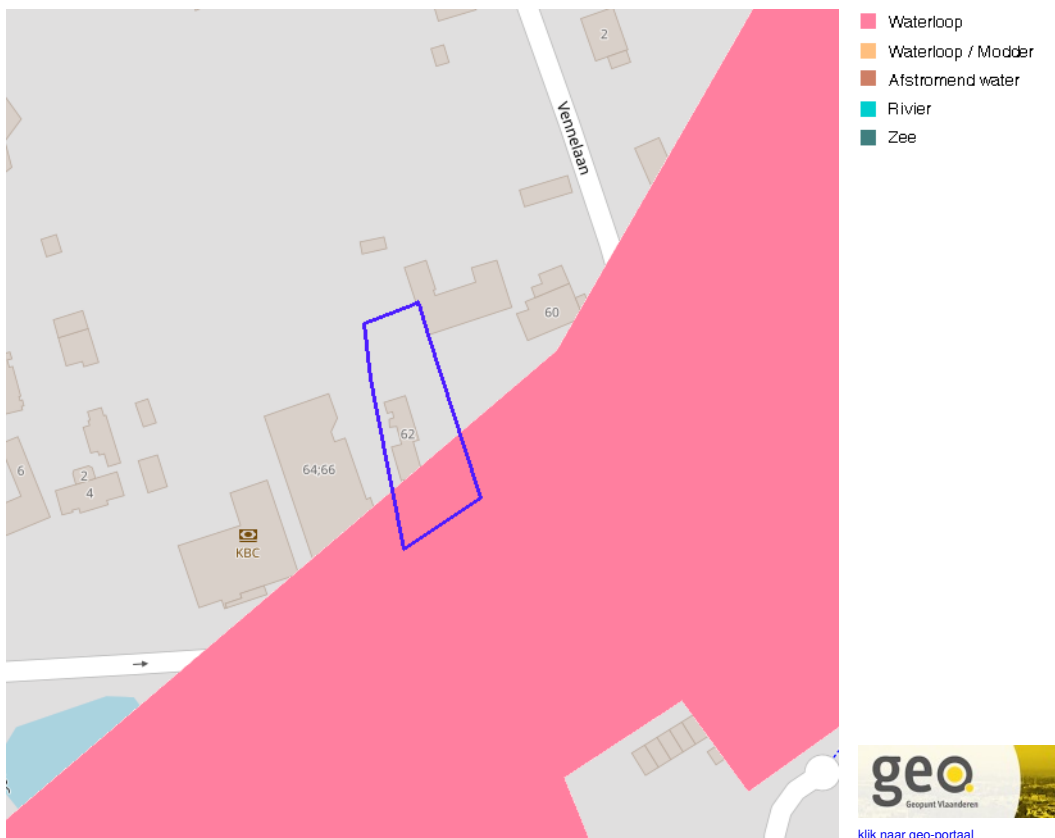 Waterloop
Waterloop / Modder
Afstromend water
Rivier
Zee
2
Vennelaan
60
62
64;66
6
2
4
KBC
geo
Geopunt Vlaanderen
klik naar geo-portaal